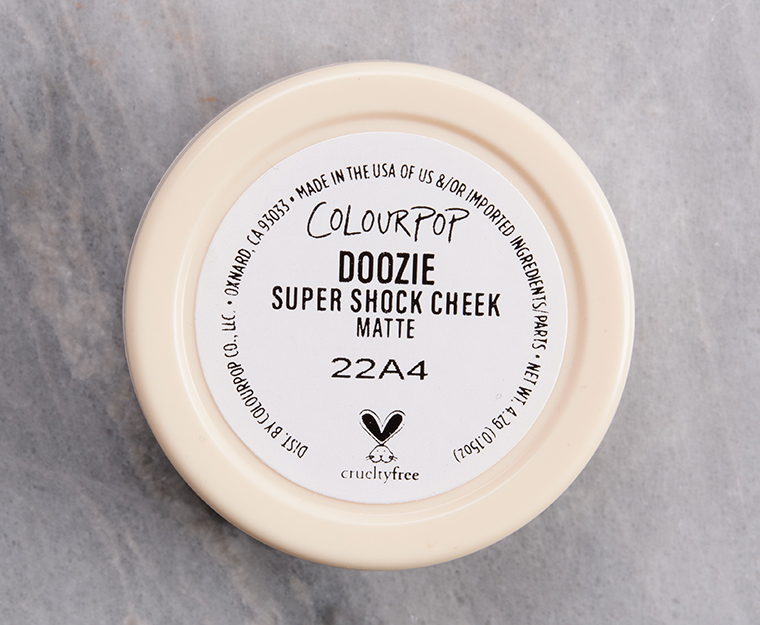 DIST. BY COLOURPOP CO., LLC. • OXNARD, CA 93033 • MADE IN THE USA OF US &/OR IMPORTED INGREDIENTS/PARTS • NET WT. 4.2g (0.15oz)
COLOURPOP
DOOZIE
SUPER SHOCK CHEEK
MATTE
22A4
crueltyfree